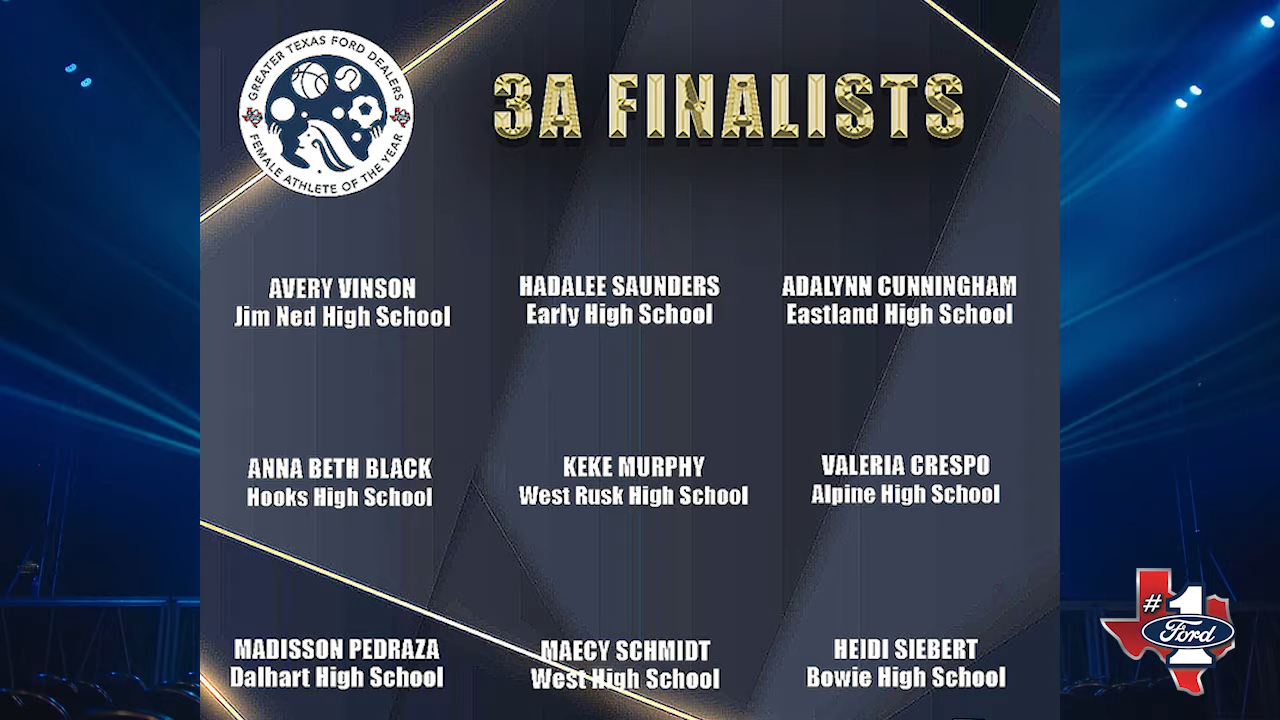 GREATER TEXAS FORD DEALERS
FEMALE ATHLETE OF THE YEAR
3A FINALISTS
AVERY VINSON
Jim Ned High School
HADALEE SAUNDERS
Early High School
ADALYNN CUNNINGHAM
Eastland High School
ANNA BETH BLACK
Hooks High School
KEKE MURPHY
West Rusk High School
VALERIA CRESPO
Alpine High School
MADISSON PEDRAZA
Dalhart High School
MAECY SCHMIDT
West High School
HEIDI SIEBERT
Bowie High School
#1
Ford